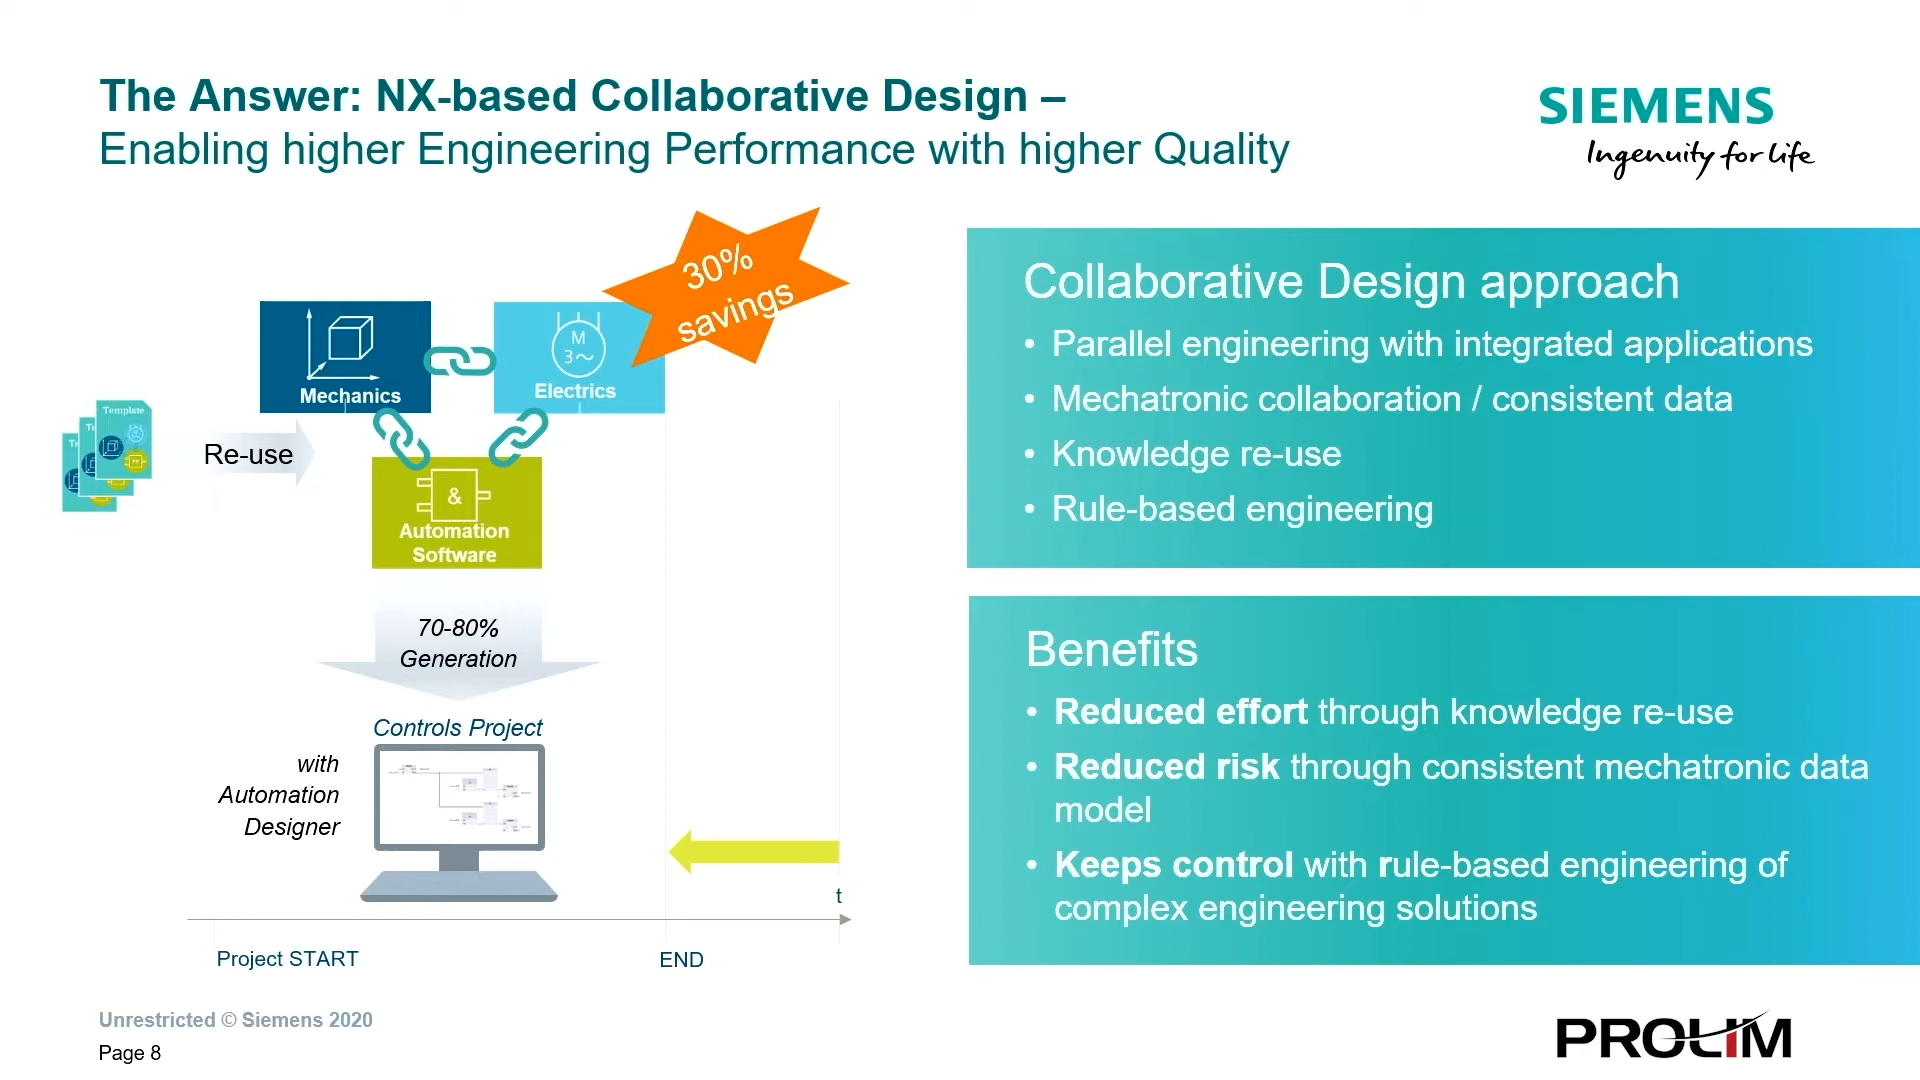 The Answer: NX-based Collaborative Design –
Enabling higher Engineering Performance with higher Quality
SIEMENS
Ingenuity for life
30%
savings
Mechanics
M
3~
Electrics
Template
Re-use
&
Automation
Software
70-80%
Generation
Controls Project
with
Automation
Designer
t
Project START
END
Collaborative Design approach
• Parallel engineering with integrated applications
• Mechatronic collaboration / consistent data
• Knowledge re-use
• Rule-based engineering
Benefits
• Reduced effort through knowledge re-use
• Reduced risk through consistent mechatronic data
model
• Keeps control with rule-based engineering of
complex engineering solutions
Unrestricted © Siemens 2020
Page 8
PROLIM